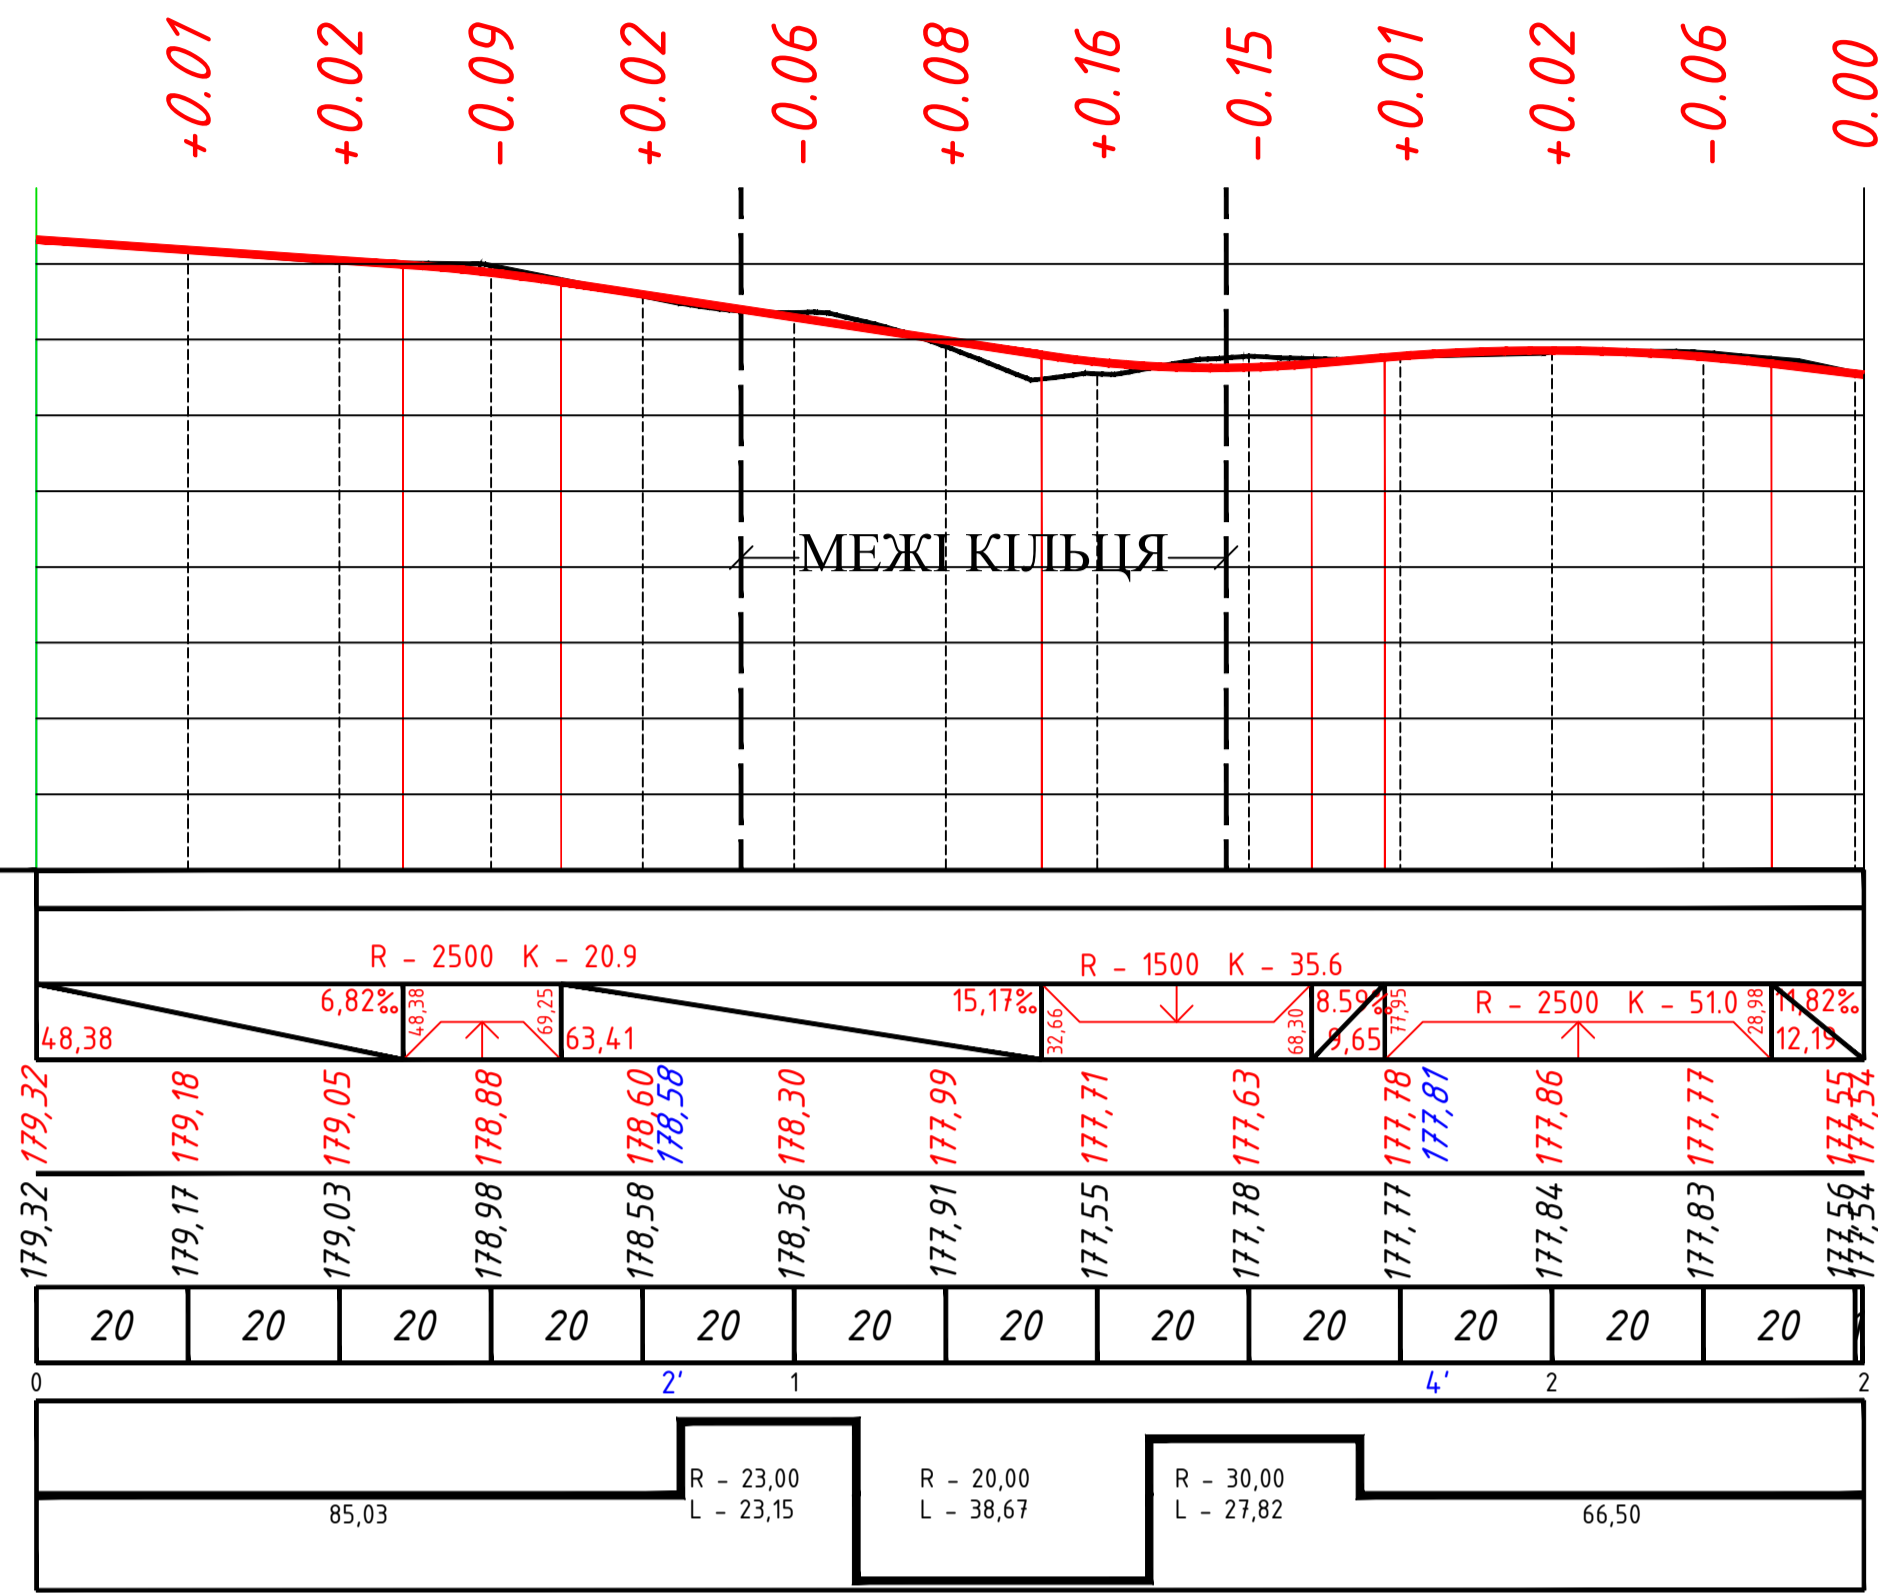 +0.01 +0.02 -0.09 +0.02 -0.06 +0.08 +0.16 -0.15 +0.01 +0.02 -0.06 0.00
МЕЖІ КІЛЬЦЯ
R - 2500 K - 20.9
R - 1500 K - 35.6
6,82‰ 48,38 69,25 15,17‰ 32,66 68,30 8.59‰ 77,95 R - 2500 K - 51.0 28,98 11,82‰
48,38 63,41 9,65 12,19
179,32 179,18 179,05 178,88 178,60 178,58 178,30 177,99 177,71 177,63 177,78 177,81 177,86 177,77 177,55 177,54
179,32 179,17 179,03 178,98 178,58 178,36 177,91 177,55 177,78 177,77 177,84 177,83 177,56 177,54
20 20 20 20 20 20 20 20 20 20 20 20
0 2' 1 4' 2 2
R - 23,00 R - 20,00 R - 30,00
L - 23,15 L - 38,67 L - 27,82
85,03 66,50